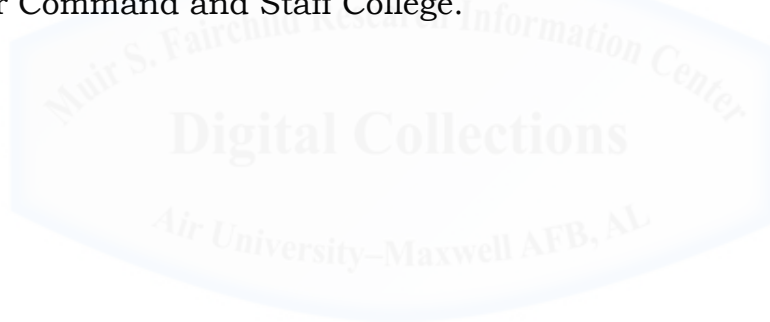 r Command and Staff College.
Muir S. Fairchild Research Information Center
Digital Collections
Air University–Maxwell AFB, AL